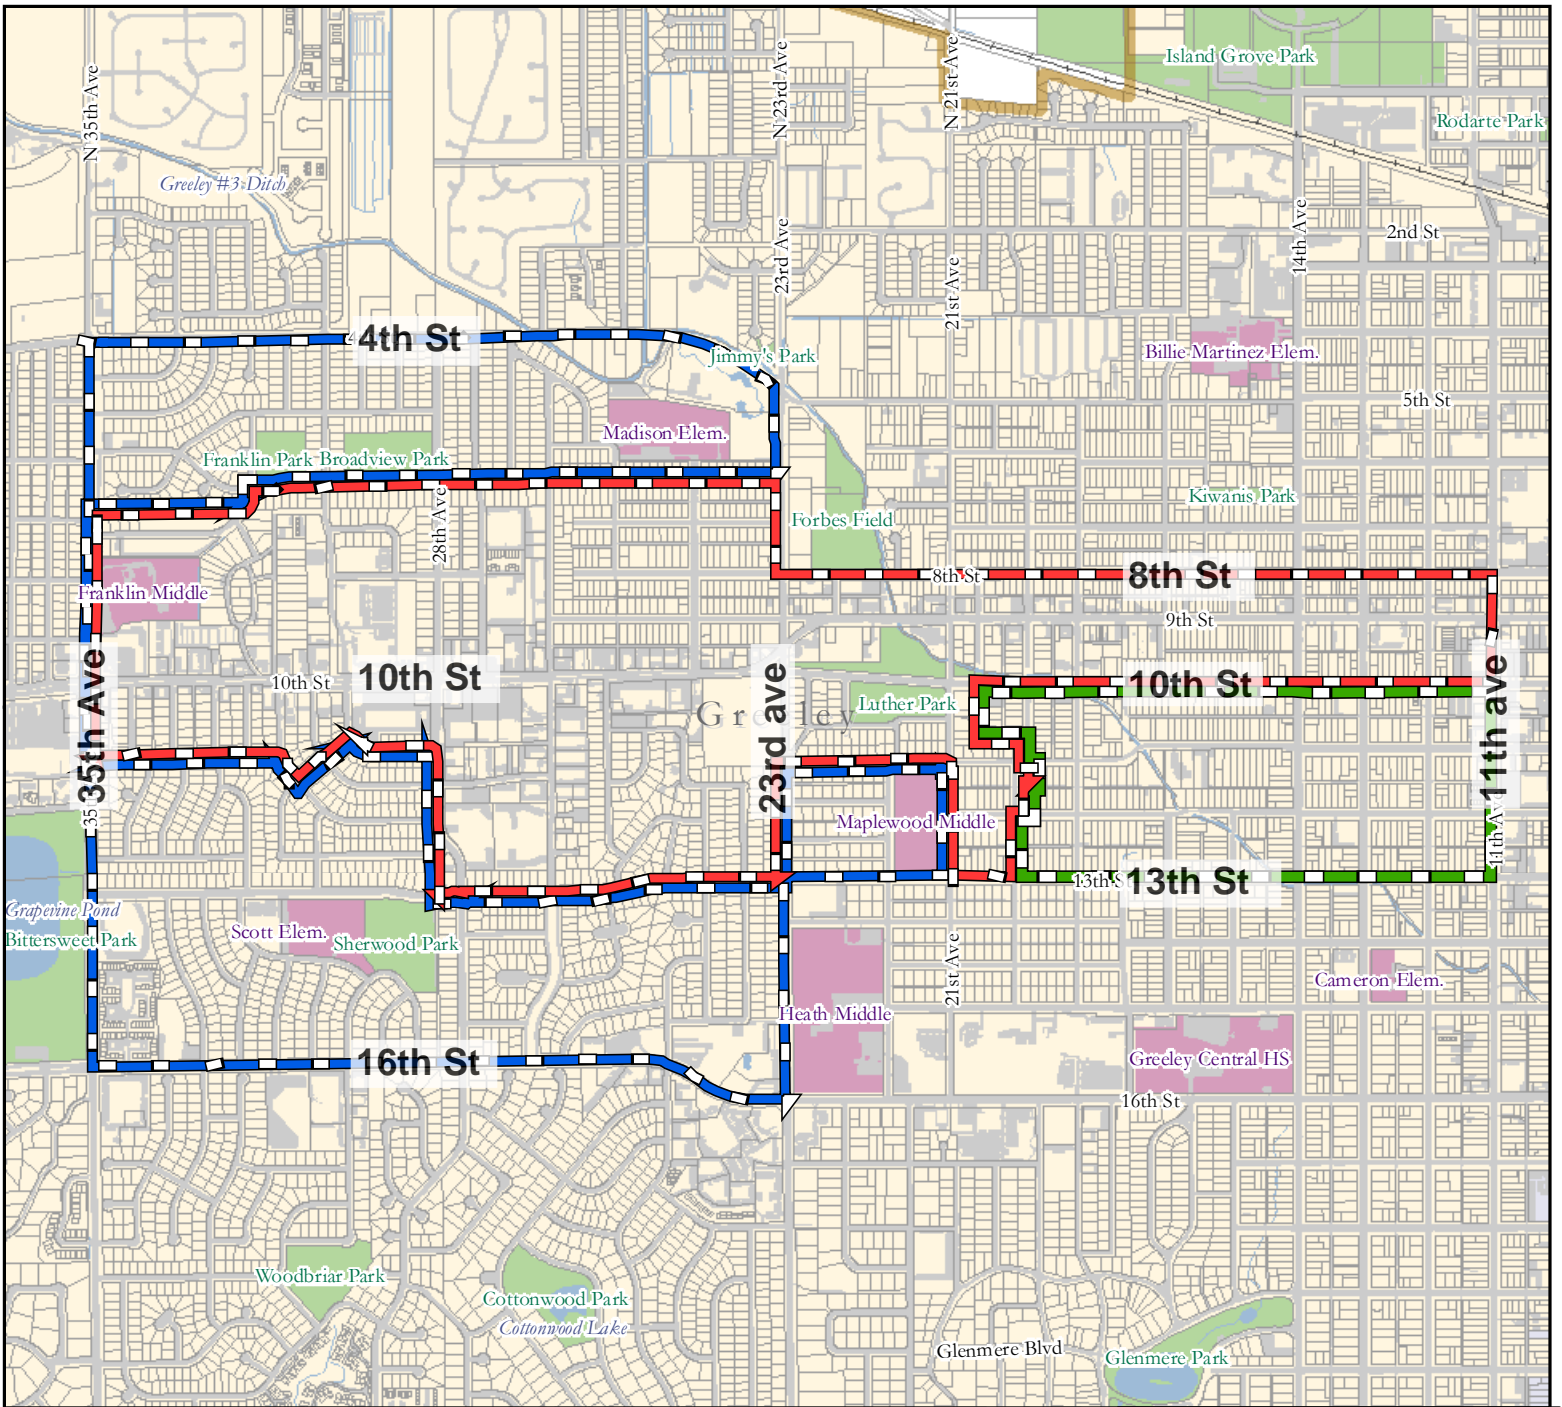 Island Grove Park
N 35th Ave
N 23rd Ave
N 21st Ave
Rodarte Park
Greeley #3 Ditch
14th Ave
2nd St
23rd Ave
21st Ave
4th St
Jimmy's Park
Billie Martinez Elem.
5th St
Madison Elem.
Franklin Park
Broadview Park
28th Ave
Kiwanis Park
Forbes Field
8th St
8th St
Franklin Middle
9th St
10th St
10th St
10th St
35th Ave
23rd ave
11th ave
Luther Park
Greeley
35
Maplewood Middle
11th Av
13th S
13th St
Grapevine Pond
Bittersweet Park
Scott Elem.
Sherwood Park
21st Ave
Cameron Elem.
Heath Middle
16th St
Greeley Central HS
16th St
Woodbriar Park
Cottonwood Park
Cottonwood Lake
Glenmere Blvd
Glenmere Park